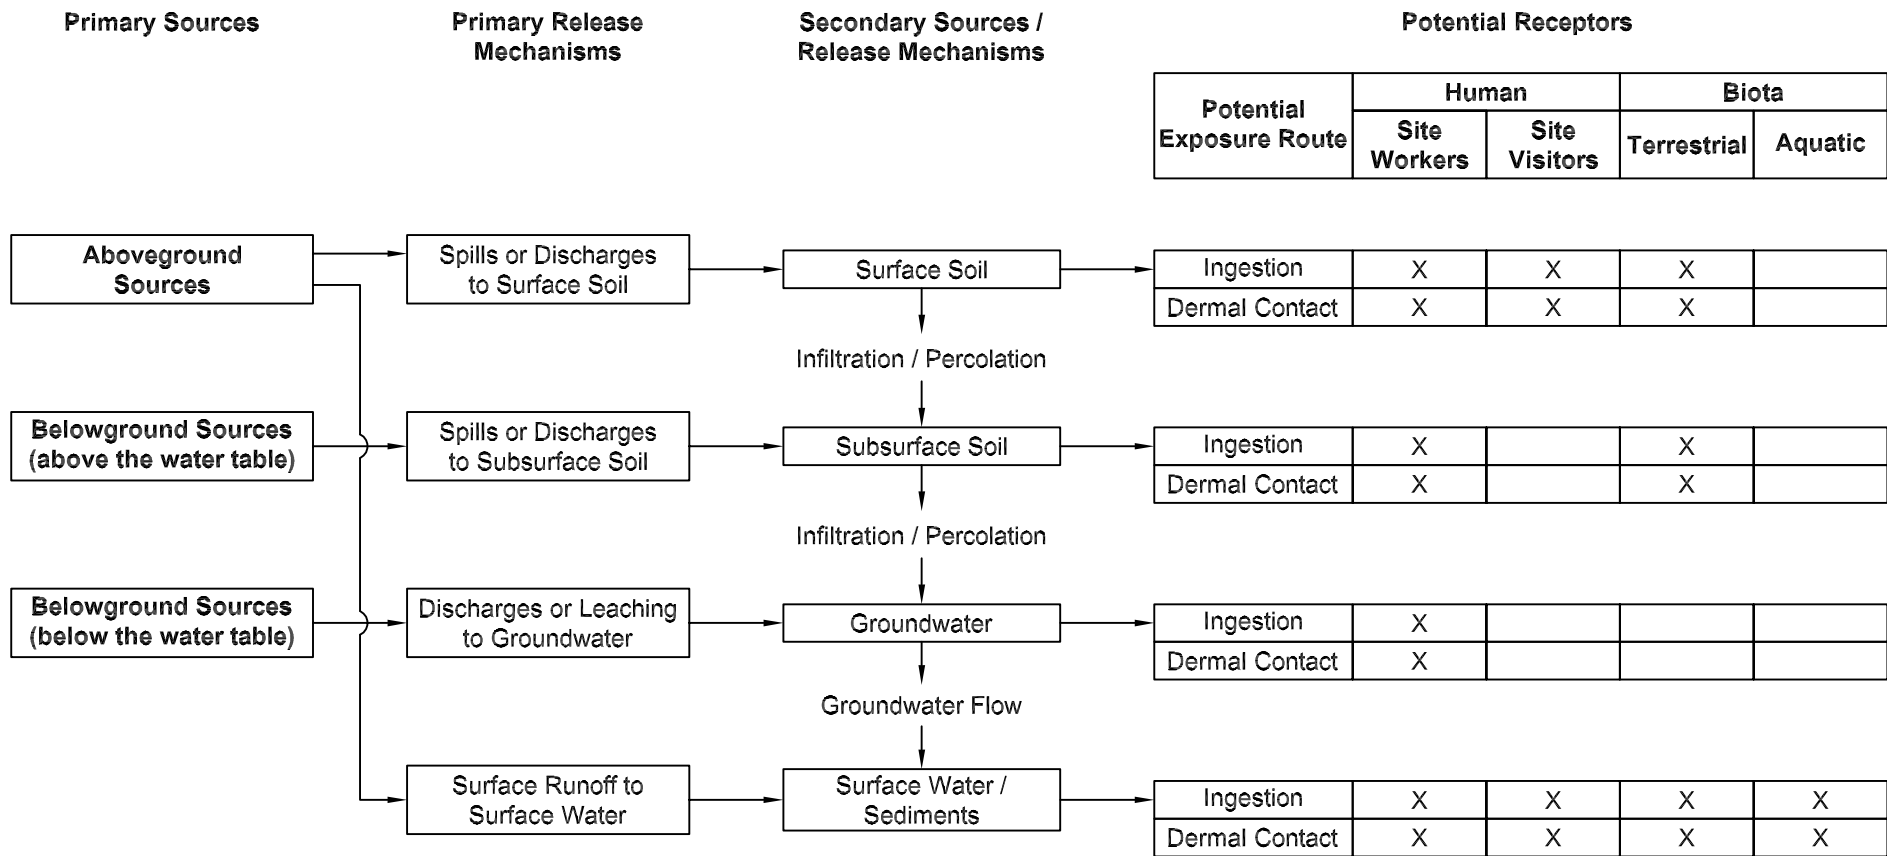 Primary Sources
Primary Release
Mechanisms
Secondary Sources /
Release Mechanisms
Potential Receptors
Potential
Exposure Route
Human
Biota
Site
Workers
Site
Visitors
Terrestrial
Aquatic
Aboveground
Sources
Spills or Discharges
to Surface Soil
Surface Soil
Ingestion X X X
Dermal Contact X X X
Infiltration / Percolation
Belowground Sources
(above the water table)
Spills or Discharges
to Subsurface Soil
Subsurface Soil
Ingestion X X
Dermal Contact X X
Infiltration / Percolation
Belowground Sources
(below the water table)
Discharges or Leaching
to Groundwater
Groundwater
Ingestion X
Dermal Contact X
Groundwater Flow
Surface Runoff to
Surface Water
Surface Water /
Sediments
Ingestion X X X X
Dermal Contact X X X X